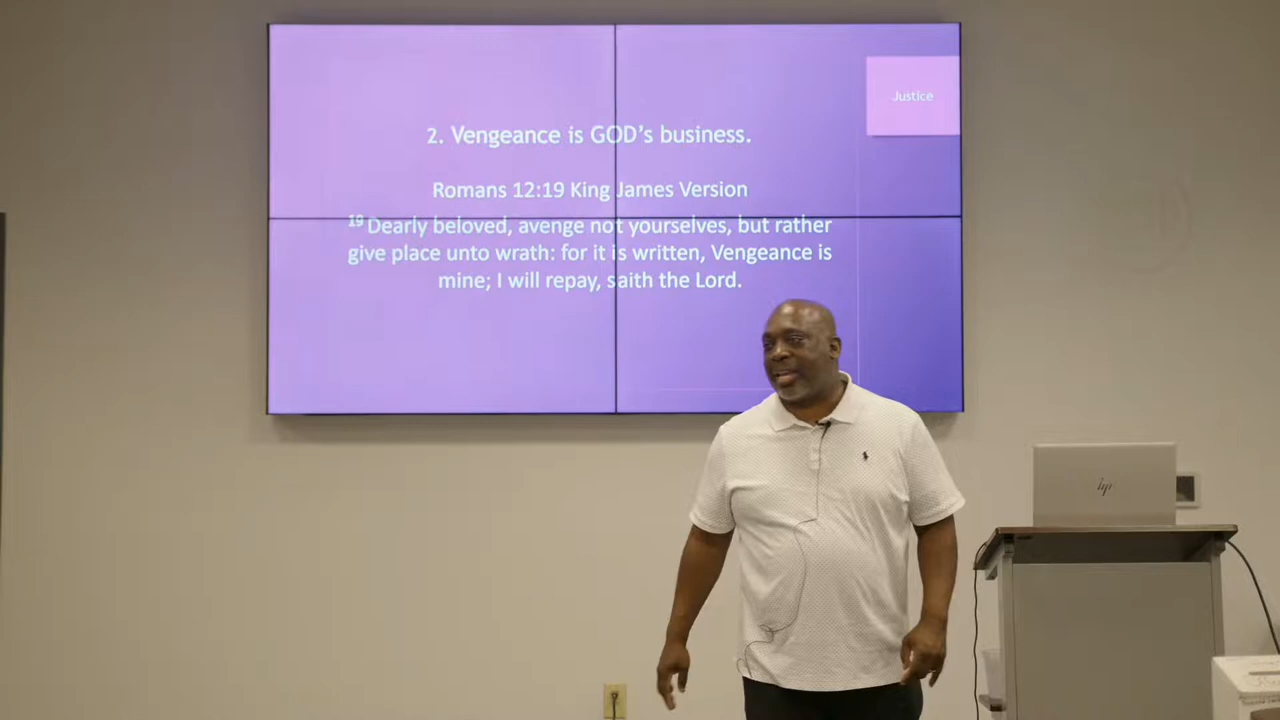 Justice
2. Vengeance is GOD's business.
Romans 12:19 King James Version
19 Dearly beloved, avenge not yourselves, but rather
give place unto wrath: for it is written, Vengeance is
mine; I will repay, saith the Lord.
hp